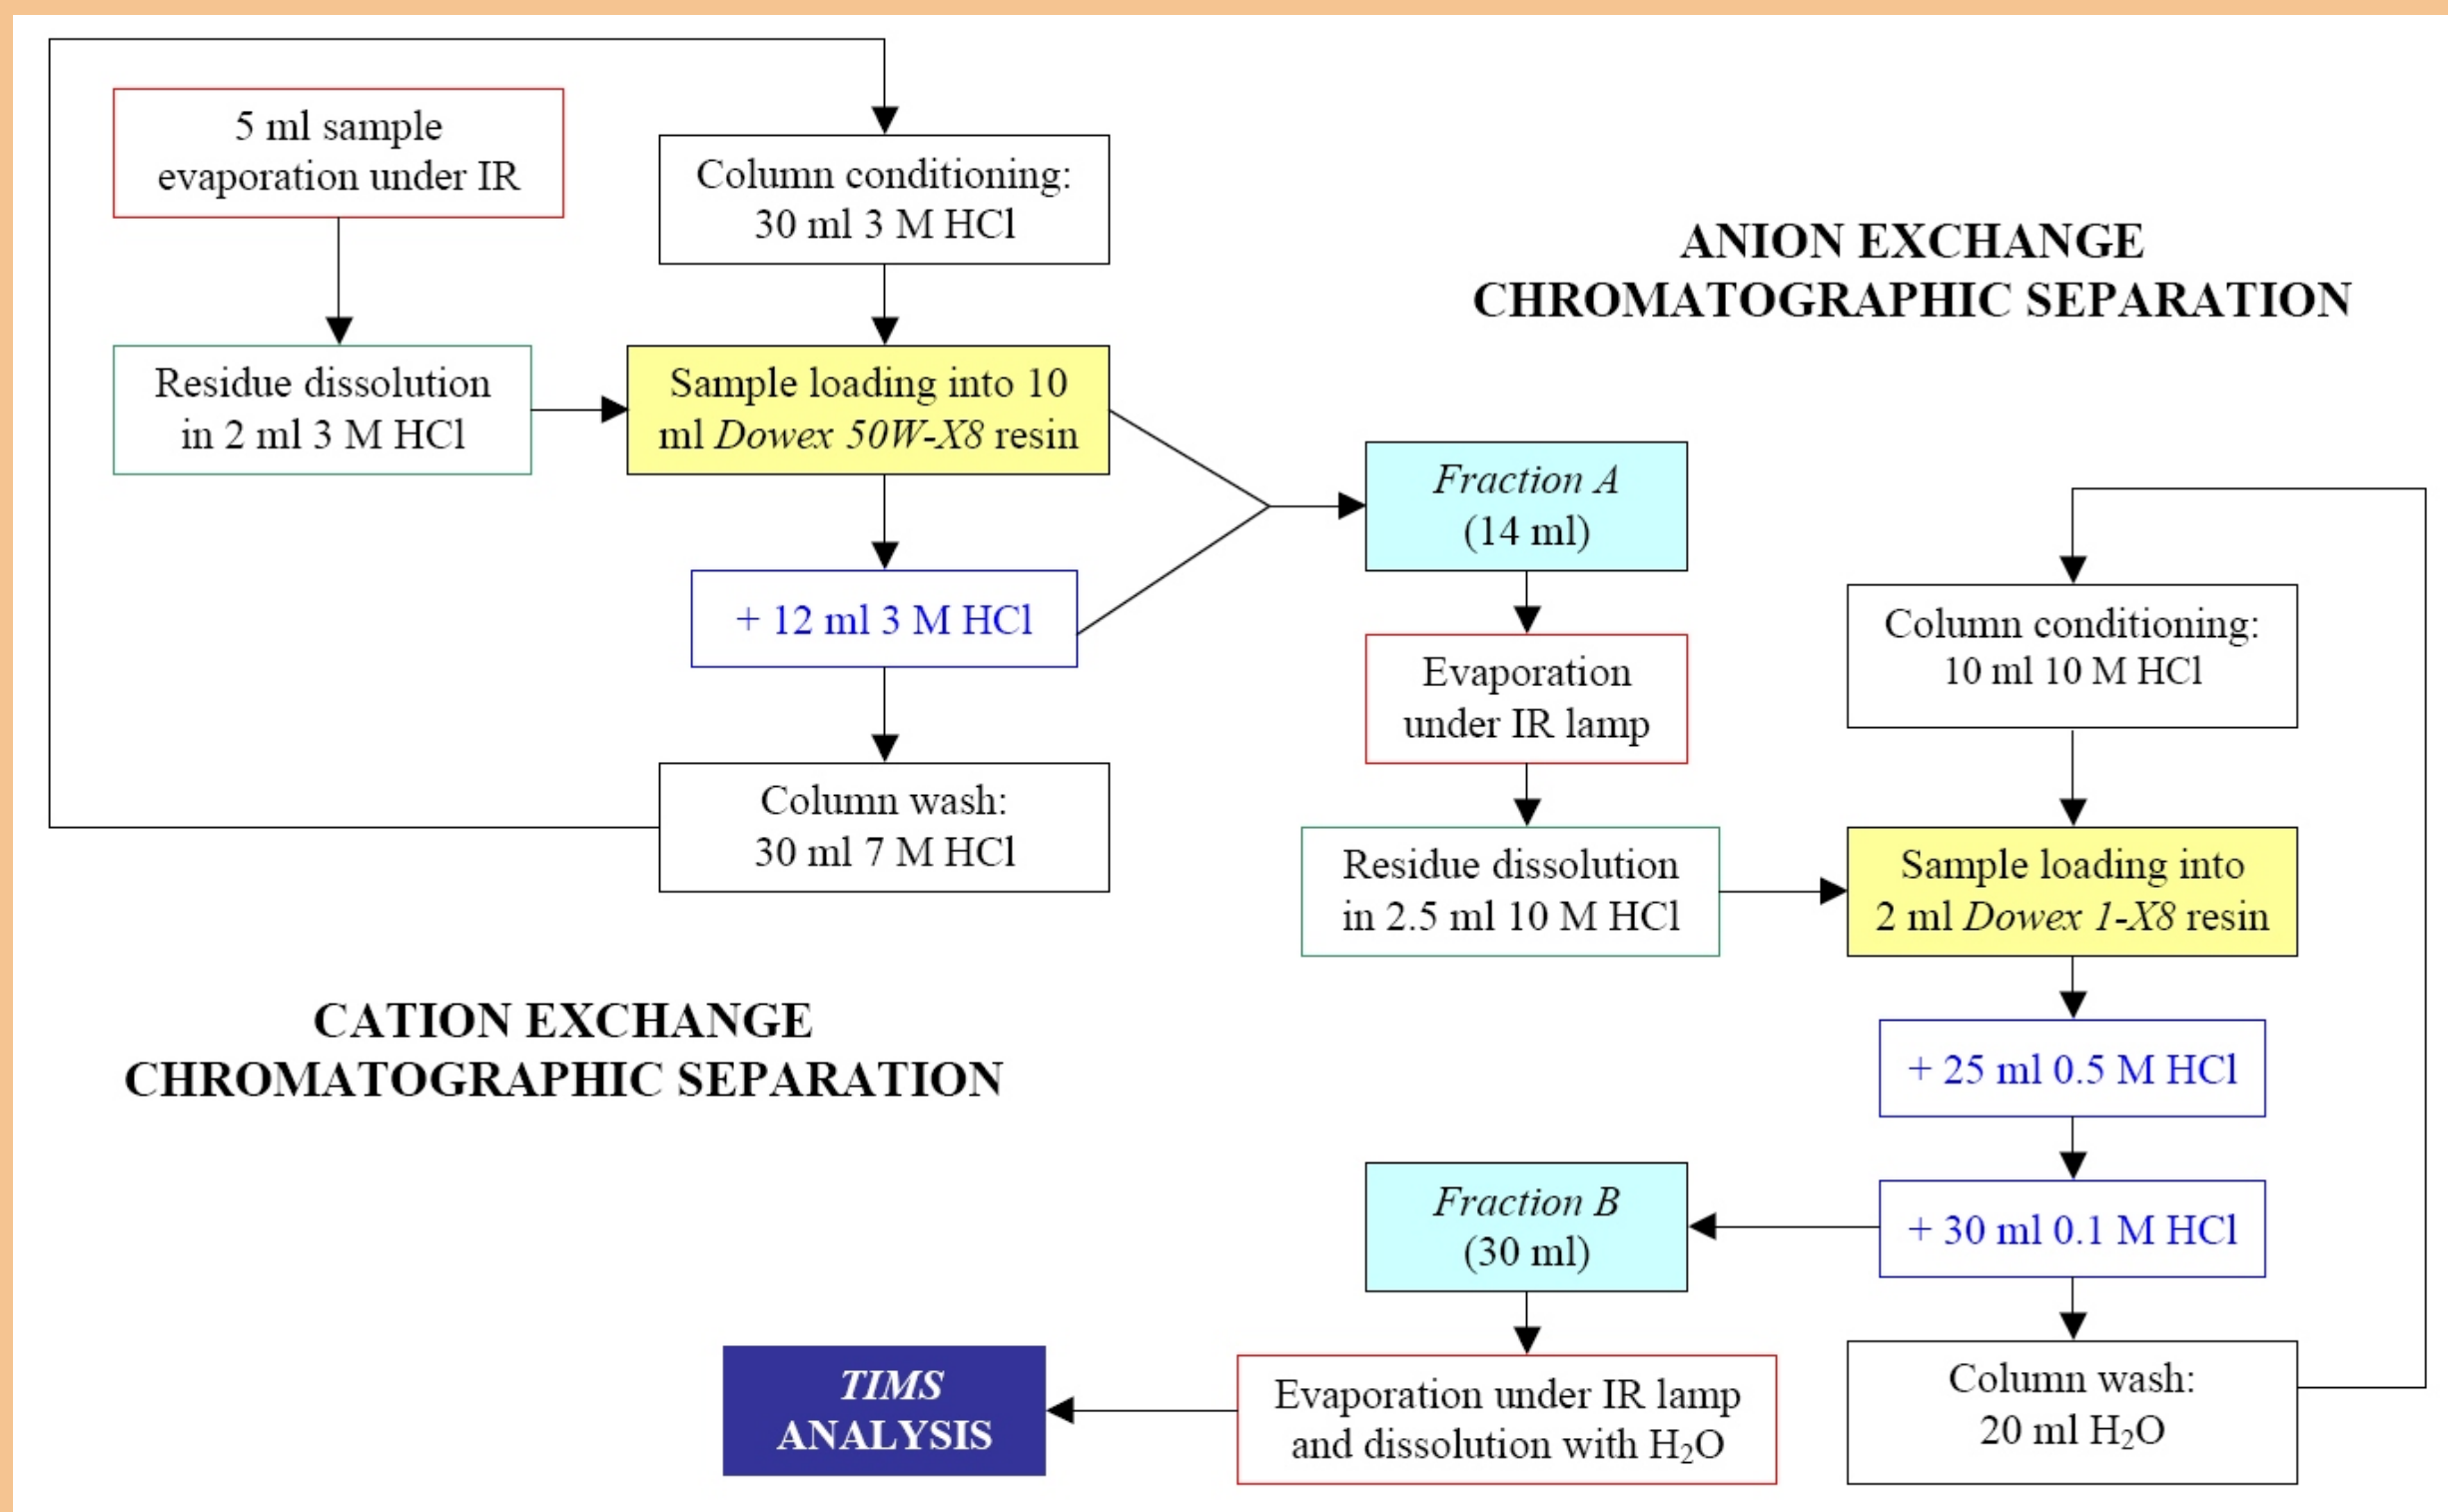 5 ml sample
evaporation under IR
Residue dissolution
in 2 ml 3 M HCl
Column conditioning:
30 ml 3 M HCl
Sample loading into 10
ml Dowex 50W-X8 resin
+ 12 ml 3 M HCl
Column wash:
30 ml 7 M HCl
CATION EXCHANGE
CHROMATOGRAPHIC SEPARATION
ANION EXCHANGE
CHROMATOGRAPHIC SEPARATION
Fraction A
(14 ml)
Evaporation
under IR lamp
Residue dissolution
in 2.5 ml 10 M HCl
Column conditioning:
10 ml 10 M HCl
Sample loading into
2 ml Dowex 1-X8 resin
+ 25 ml 0.5 M HCl
+ 30 ml 0.1 M HCl
Column wash:
20 ml H₂O
Fraction B
(30 ml)
Evaporation under IR lamp
and dissolution with H₂O
TIMS
ANALYSIS